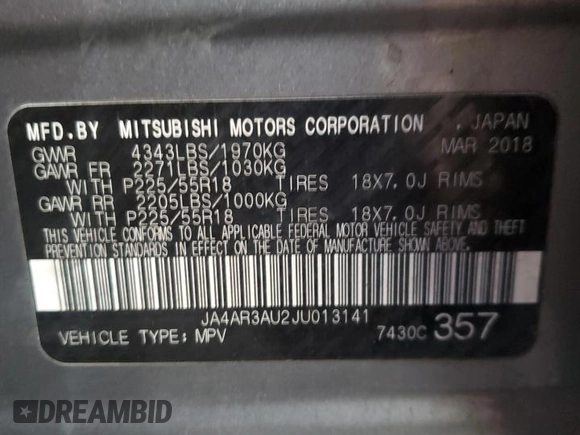 MFD.BY MITSUBISHI MOTORS CORPORATION , JAPAN
GVWR 4343LBS/1970KG MAR 2018
GAWR FR 2271LBS/1030KG
WITH P225/55R18 TIRES 18X7.0J RIMS
GAWR RR 2205LBS/1000KG
WITH P225/55R18 TIRES 18X7.0J RIMS
THIS VEHICLE CONFORMS TO ALL APPLICABLE FEDERAL MOTOR VEHICLE SAFETY AND THEFT
PREVENTION STANDARDS IN EFFECT ON THE DATE OF MANUFACTURE SHOWN ABOVE.
JA4AR3AU2JU013141
VEHICLE TYPE: MPV 7430C 357
DREAMBID